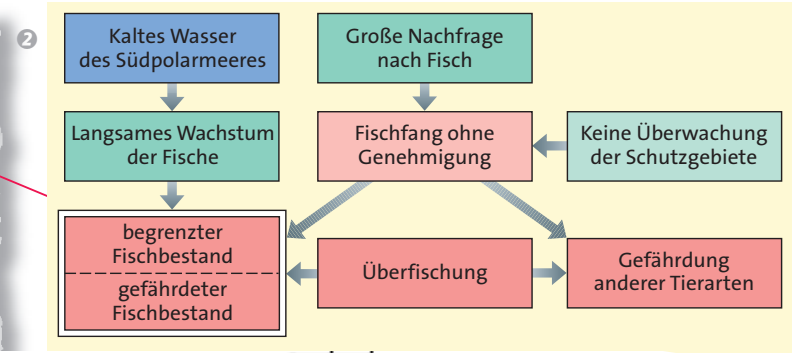 2
Kaltes Wasser
des Südpolarmeeres
Große Nachfrage
nach Fisch
Langsames Wachstum
der Fische
Fischfang ohne
Genehmigung
Keine Überwachung
der Schutzgebiete
begrenzter
Fischbestand
gefährdeter
Fischbestand
Überfischung
Gefährdung
anderer Tierarten